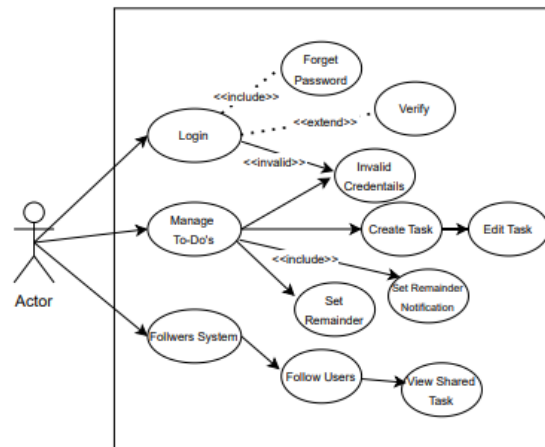 Forget
Password
<<include>>
Verify
<<extend>>
Login
<<invalid>>
Invalid
Credentails
Manage
To-Do's
Create Task
Edit Task
<<include>>
Set Remainder
Notification
Set
Remainder
Actor
Follwers System
Follow Users
View Shared
Task